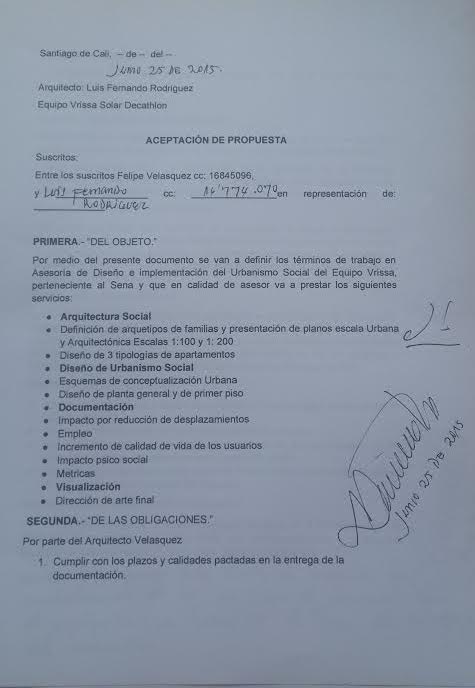 Santiago de Cali, -- de -- del --
Junio 25 DE 2015.
Arquitecto: Luis Fernando Rodriguez
Equipo Vrissa Solar Decathlon
ACEPTACIÓN DE PROPUESTA
Suscritos:
Entre los suscritos Felipe Velasquez cc: 16845096,
y Luis Fernando cc: 14'774.070 en representación de:
RODRIGUEZ
PRIMERA.- "DEL OBJETO."
Por medio del presente documento se van a definir los términos de trabajo en
Asesoria de Diseño e implementación del Urbanismo Social del Equipo Vrissa,
perteneciente al Sena y que en calidad de asesor va a prestar los siguientes
servicios:
• Arquitectura Social
• Definición de arquetipos de familias y presentación de planos escala Urbana
y Arquitectónica Escalas 1:100 y 1: 200
• Diseño de 3 tipologias de apartamentos
• Diseño de Urbanismo Social
• Esquemas de conceptualización Urbana
• Diseño de planta general y de primer piso
• Documentación
• Impacto por reducción de desplazamientos
• Empleo
• Incremento de calidad de vida de los usuarios
• Impacto psico social
• Metricas
• Visualización
• Dirección de arte final
Junio 25 DE 2015
SEGUNDA.- "DE LAS OBLIGACIONES."
Por parte del Arquitecto Velasquez
1. Cumplir con los plazos y calidades pactadas en la entrega de la
documentación.